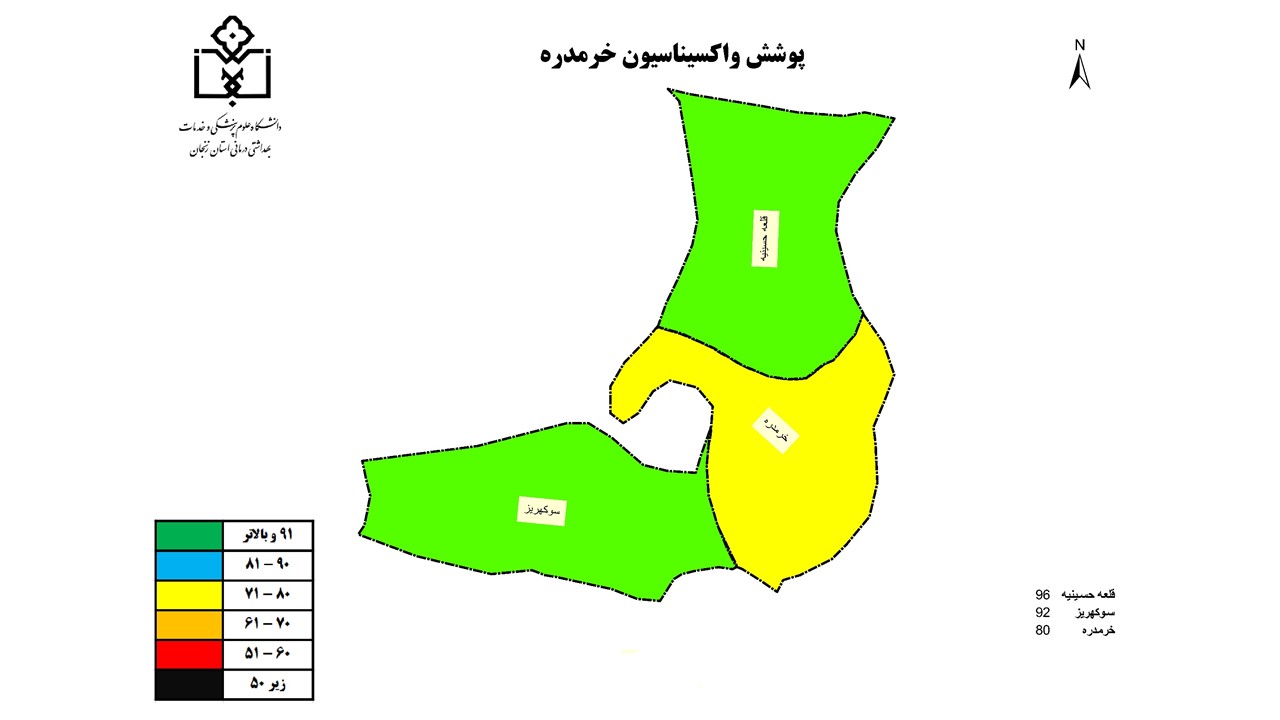 پوشش واکسیناسیون خرمدره
N
دانشگاه علوم پزشکی و خدمات
بهداشتی درمانی استان زنجان
قلعه حسینیه
خرمدره
سوکهریز
۹۱ و بالاتر
۸۱ – ۹۰
۷۱ – ۸۰
۶۱ – ۷۰
۵۱ – ۶۰
زیر ۵۰
قلعه حسینیه 96
سوکهریز 92
خرمدره 80